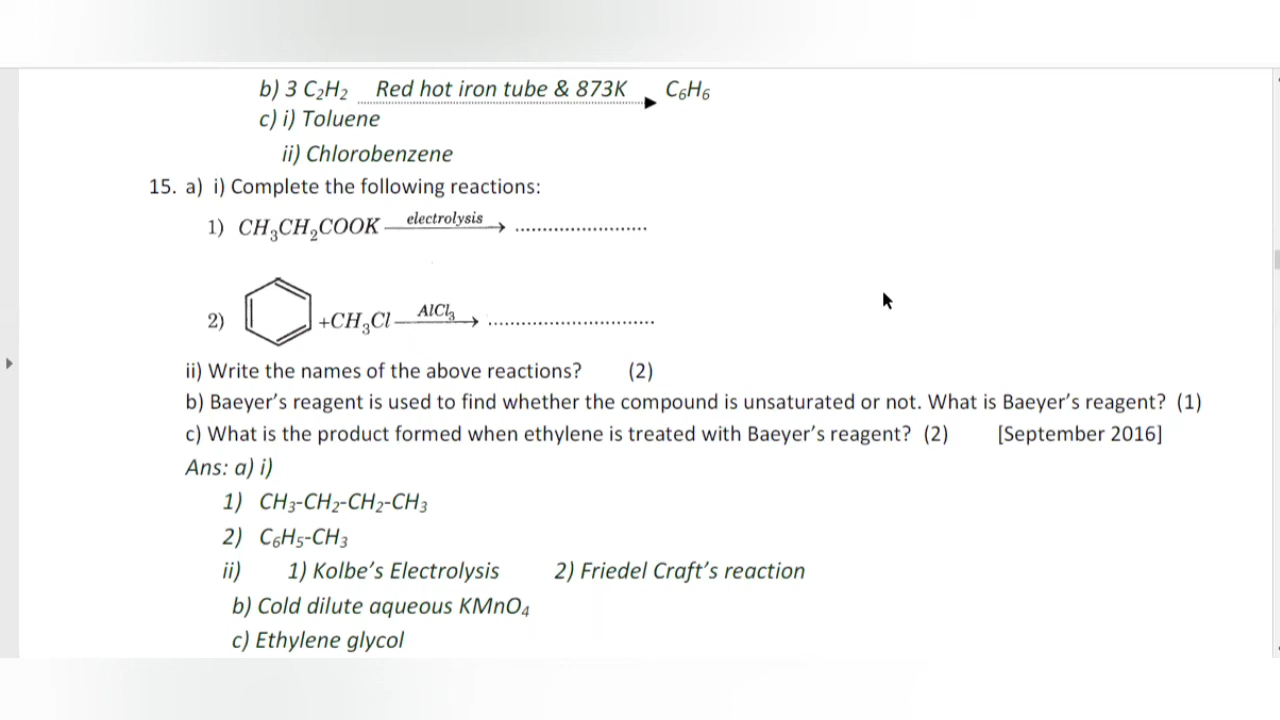 b) 3 C₂H₂ Red hot iron tube & 873K C₆H₆
c) i) Toluene
ii) Chlorobenzene
15. a) i) Complete the following reactions:
1) CH₃CH₂COOK electrolysis → ..........................
2) +CH₃Cl AlCl₃ → .................................
ii) Write the names of the above reactions? (2)
b) Baeyer’s reagent is used to find whether the compound is unsaturated or not. What is Baeyer’s reagent? (1)
c) What is the product formed when ethylene is treated with Baeyer’s reagent? (2) [September 2016]
Ans: a) i)
1) CH₃-CH₂-CH₂-CH₃
2) C₆H₅-CH₃
ii) 1) Kolbe’s Electrolysis 2) Friedel Craft’s reaction
b) Cold dilute aqueous KMnO₄
c) Ethylene glycol